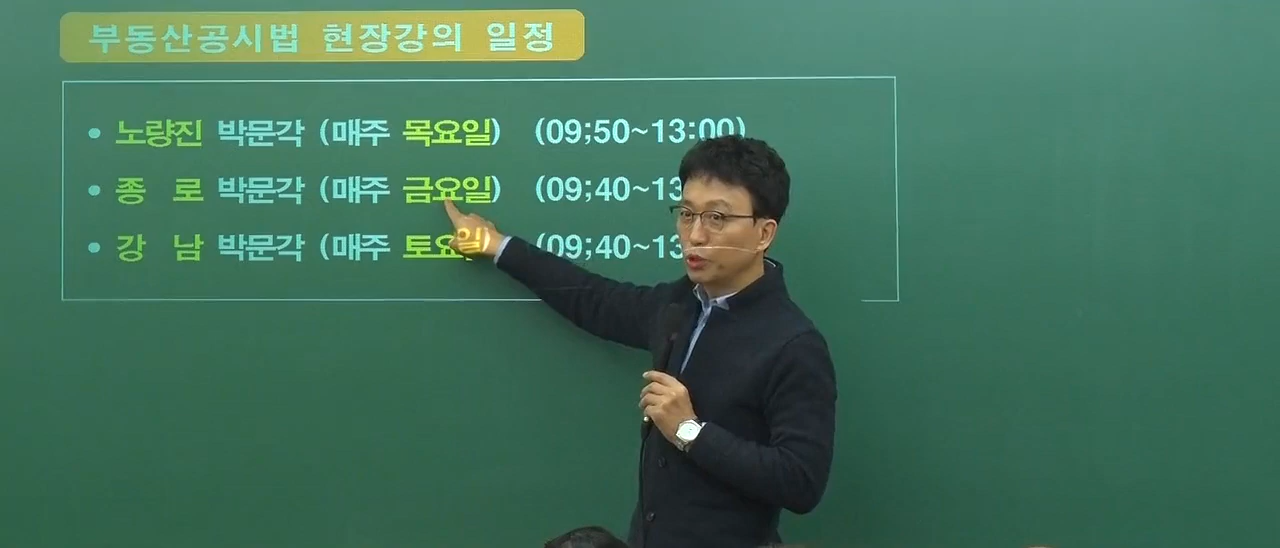 부동산공시법 현장강의 일정
• 노량진 박문각 (매주 목요일) (09;50~13:00)
• 종 로 박문각 (매주 금요일) (09;40~13
• 강 남 박문각 (매주 토요일) (09;40~13